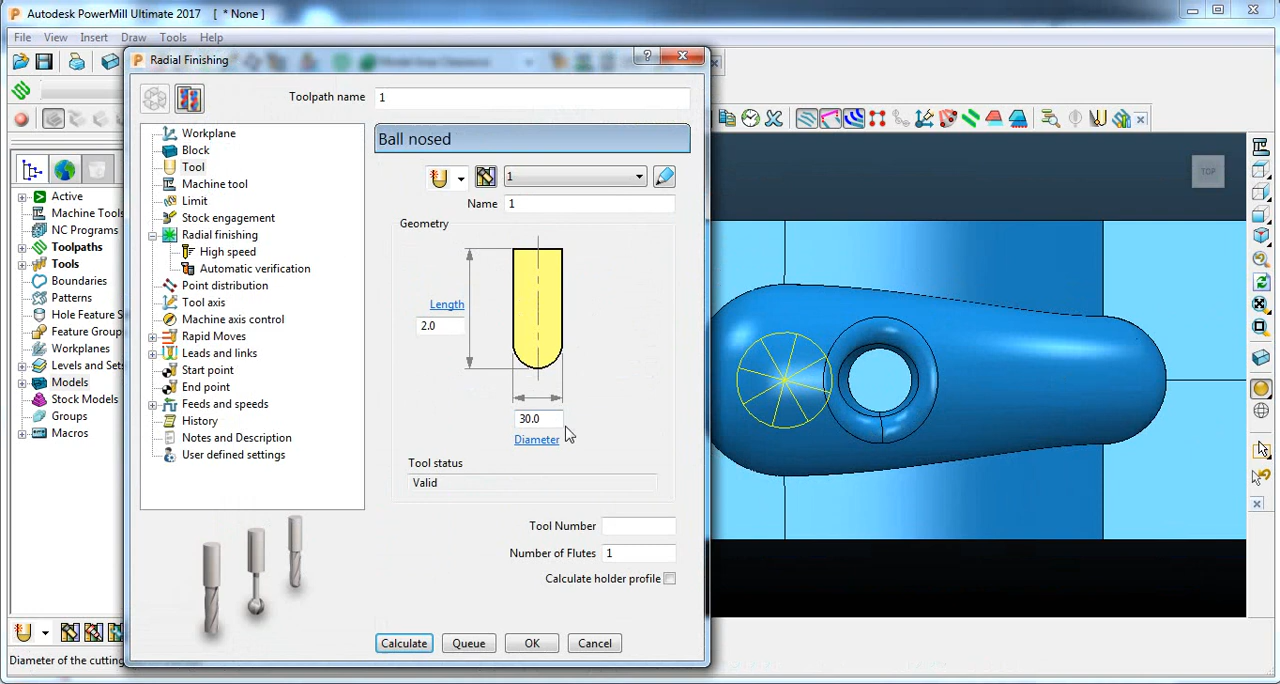 Autodesk PowerMill Ultimate 2017 [ * None ]
File View Insert Draw Tools Help
Radial Finishing
Toolpath name 1
Workplane
Block
Tool
Machine tool
Limit
Stock engagement
Radial finishing
High speed
Automatic verification
Point distribution
Tool axis
Machine axis control
Rapid Moves
Leads and links
Start point
End point
Feeds and speeds
History
Notes and Description
User defined settings
Ball nosed
1
Name 1
Geometry
Length
2.0
30.0
Diameter
Tool status
Valid
Tool Number
Number of Flutes 1
Calculate holder profile
Calculate Queue OK Cancel
Active
Machine Tools
NC Programs
Toolpaths
Tools
Boundaries
Patterns
Hole Feature S
Feature Group
Workplanes
Levels and Set
Models
Stock Models
Groups
Macros
TOP
Diameter of the cutting